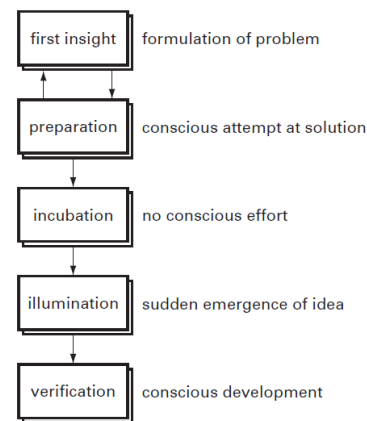 first insight formulation of problem
preparation conscious attempt at solution
incubation no conscious effort
illumination sudden emergence of idea
verification conscious development